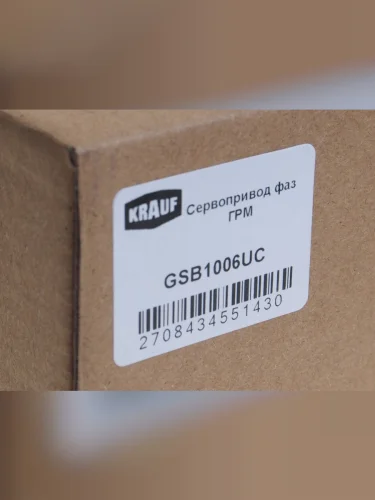 KRAUF
Сервопривод фаз
ГРМ
GSB1006UC
2708434551430